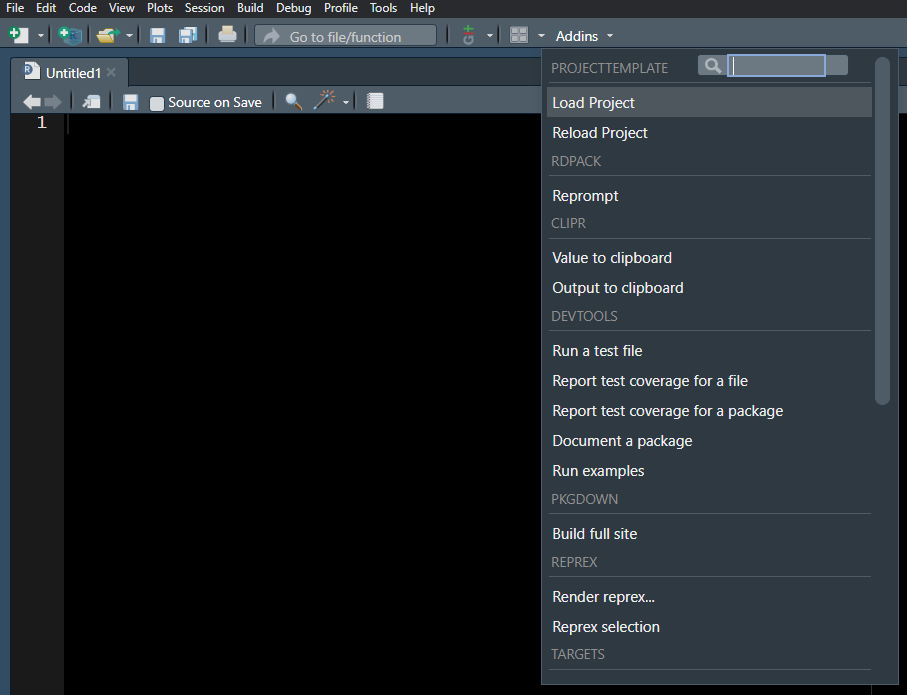 File Edit Code View Plots Session Build Debug Profile Tools Help
Go to file/function Addins
Untitled1
Source on Save
1
PROJECTTEMPLATE
Load Project
Reload Project
RDPACK
Reprompt
CLIPR
Value to clipboard
Output to clipboard
DEVTOOLS
Run a test file
Report test coverage for a file
Report test coverage for a package
Document a package
Run examples
PKGDOWN
Build full site
REPREX
Render reprex...
Reprex selection
TARGETS